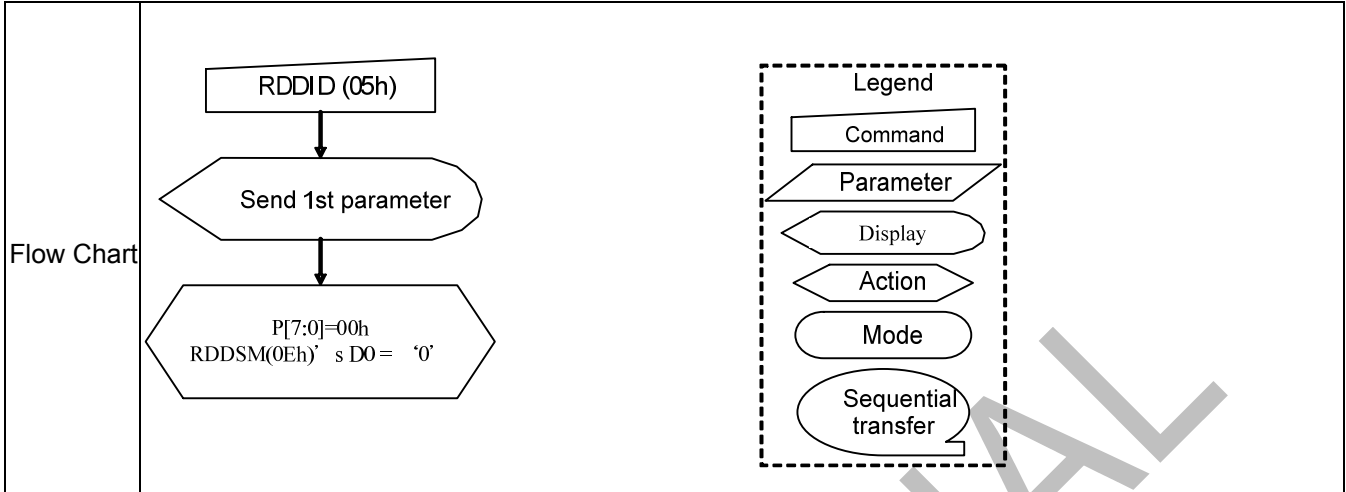 Flow Chart
RDDID (05h)
Send 1st parameter
P[7:0]=00h
RDDSM(0Eh)’ s D0 = ‘0’
Legend
Command
Parameter
Display
Action
Mode
Sequential
transfer